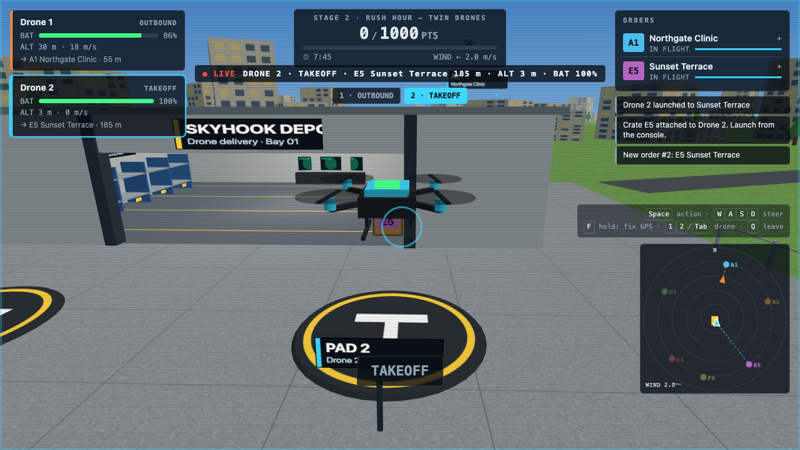 Drone 1 OUTBOUND
BAT 86%
ALT 30 m · 18 m/s
→ A1 Northgate Clinic · 55 m
Drone 2 TAKEOFF
BAT 100%
ALT 3 m · 0 m/s
→ E5 Sunset Terrace · 185 m
STAGE 2 · RUSH HOUR — TWIN DRONES
0/1000 PTS
7:45 WIND ← 2.0 m/s
● LIVE DRONE 2 · TAKEOFF · E5 Sunset Terrace 185 m · ALT 3 m · BAT 100%
Northgate Clinic
1 · OUTBOUND 2 · TAKEOFF
ORDERS
A1 Northgate Clinic
IN FLIGHT
E5 Sunset Terrace
IN FLIGHT
Drone 2 launched to Sunset Terrace
Crate E5 attached to Drone 2. Launch from
the console.
New order #2: E5 Sunset Terrace
SKYHOOK DEPO
Drone delivery · Bay 01
E5
Space action · W A S D steer
F hold: fix GPS · 1 2 / Tab drone · Q leave
N
A1
E5
WIND 2.0
T
PAD 2
Drone 2
TAKEOFF